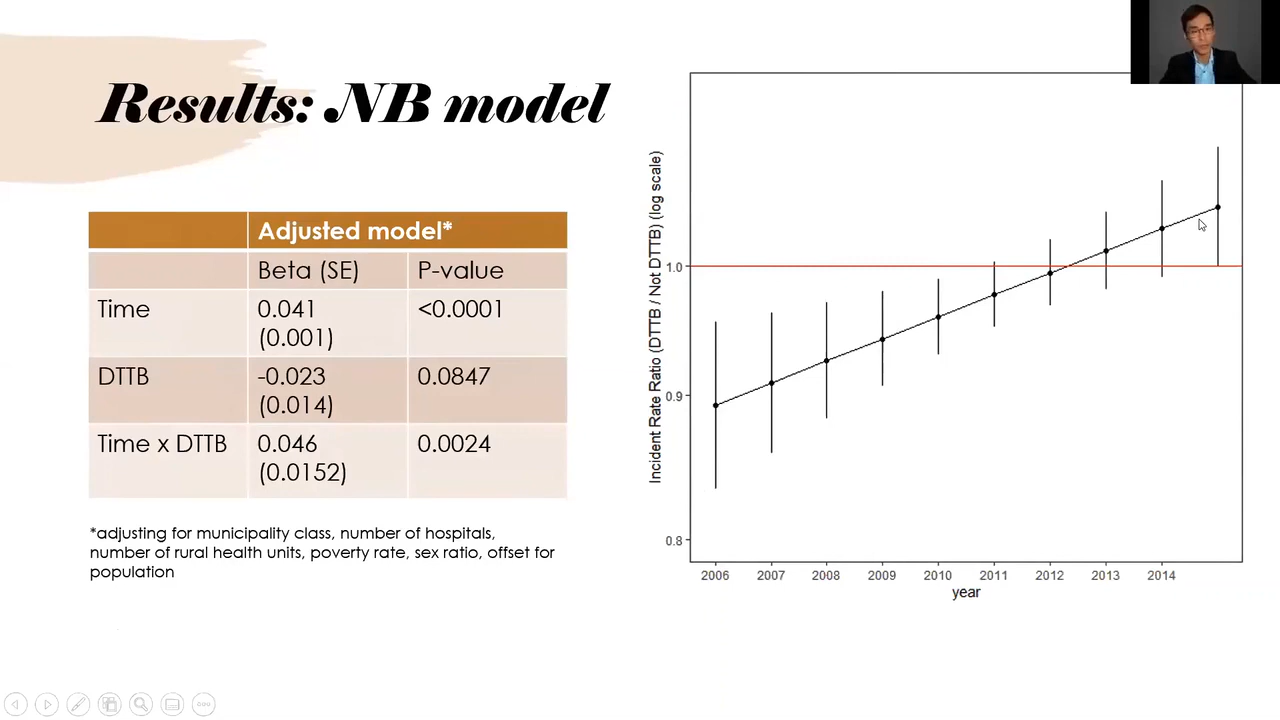 Results: NB model
Adjusted model*
Beta (SE) P-value
Time 0.041 <0.0001
(0.001)
DTTB -0.023 0.0847
(0.014)
Time x DTTB 0.046 0.0024
(0.0152)
*adjusting for municipality class, number of hospitals,
number of rural health units, poverty rate, sex ratio, offset for
population
Incident Rate Ratio (DTTB / Not DTTB) (log scale)
1.0
0.9
0.8
2006 2007 2008 2009 2010 2011 2012 2013 2014
year